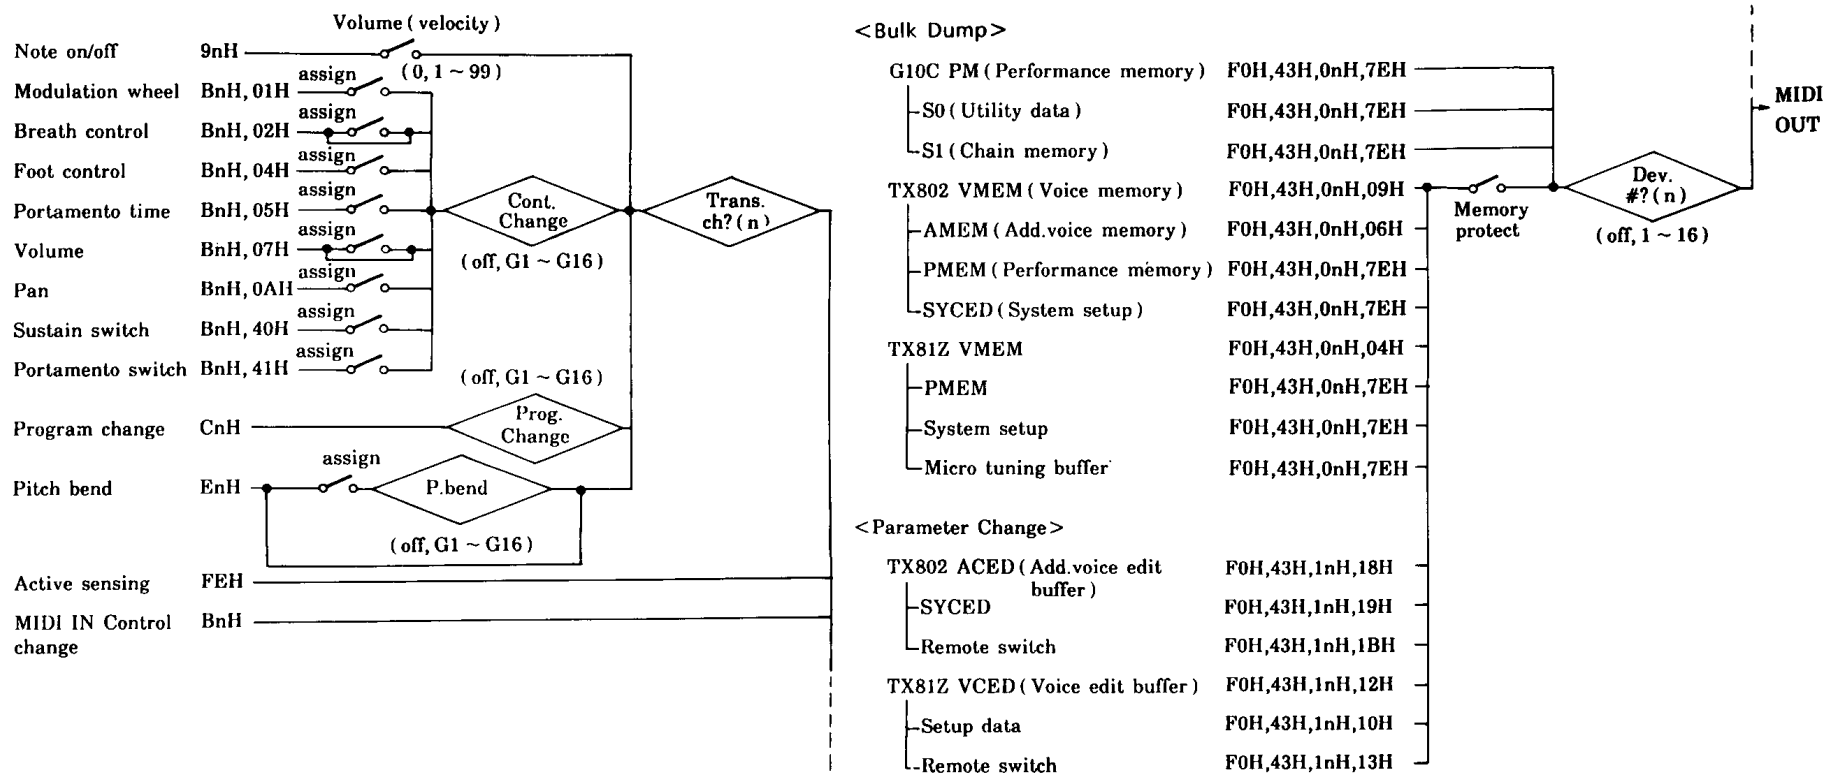 Volume ( velocity )
Note on/off 9nH
( 0, 1 ~ 99 )
Modulation wheel BnH, 01H assign
Breath control BnH, 02H assign
Foot control BnH, 04H assign
Portamento time BnH, 05H assign
Volume BnH, 07H assign
Pan BnH, 0AH assign
Sustain switch BnH, 40H assign
Portamento switch BnH, 41H assign
Cont.
Change
( off, G1 ~ G16 )
Trans.
ch? ( n )
( off, G1 ~ G16 )
Program change CnH
Prog.
Change
Pitch bend EnH assign P.bend
( off, G1 ~ G16 )
Active sensing FEH
MIDI IN Control BnH
change
<Bulk Dump>
G10C PM ( Performance memory ) F0H,43H,0nH,7EH
S0 ( Utility data ) F0H,43H,0nH,7EH
S1 ( Chain memory ) F0H,43H,0nH,7EH
TX802 VMEM ( Voice memory ) F0H,43H,0nH,09H
AMEM ( Add.voice memory ) F0H,43H,0nH,06H
PMEM ( Performance memory ) F0H,43H,0nH,7EH
SYCED ( System setup ) F0H,43H,0nH,7EH
TX81Z VMEM F0H,43H,0nH,04H
PMEM F0H,43H,0nH,7EH
System setup F0H,43H,0nH,7EH
Micro tuning buffer F0H,43H,0nH,7EH
Memory
protect
Dev.
#? ( n )
( off, 1 ~ 16 )
MIDI
OUT
<Parameter Change>
TX802 ACED ( Add.voice edit F0H,43H,1nH,18H
buffer )
SYCED F0H,43H,1nH,19H
Remote switch F0H,43H,1nH,1BH
TX81Z VCED ( Voice edit buffer ) F0H,43H,1nH,12H
Setup data F0H,43H,1nH,10H
Remote switch F0H,43H,1nH,13H